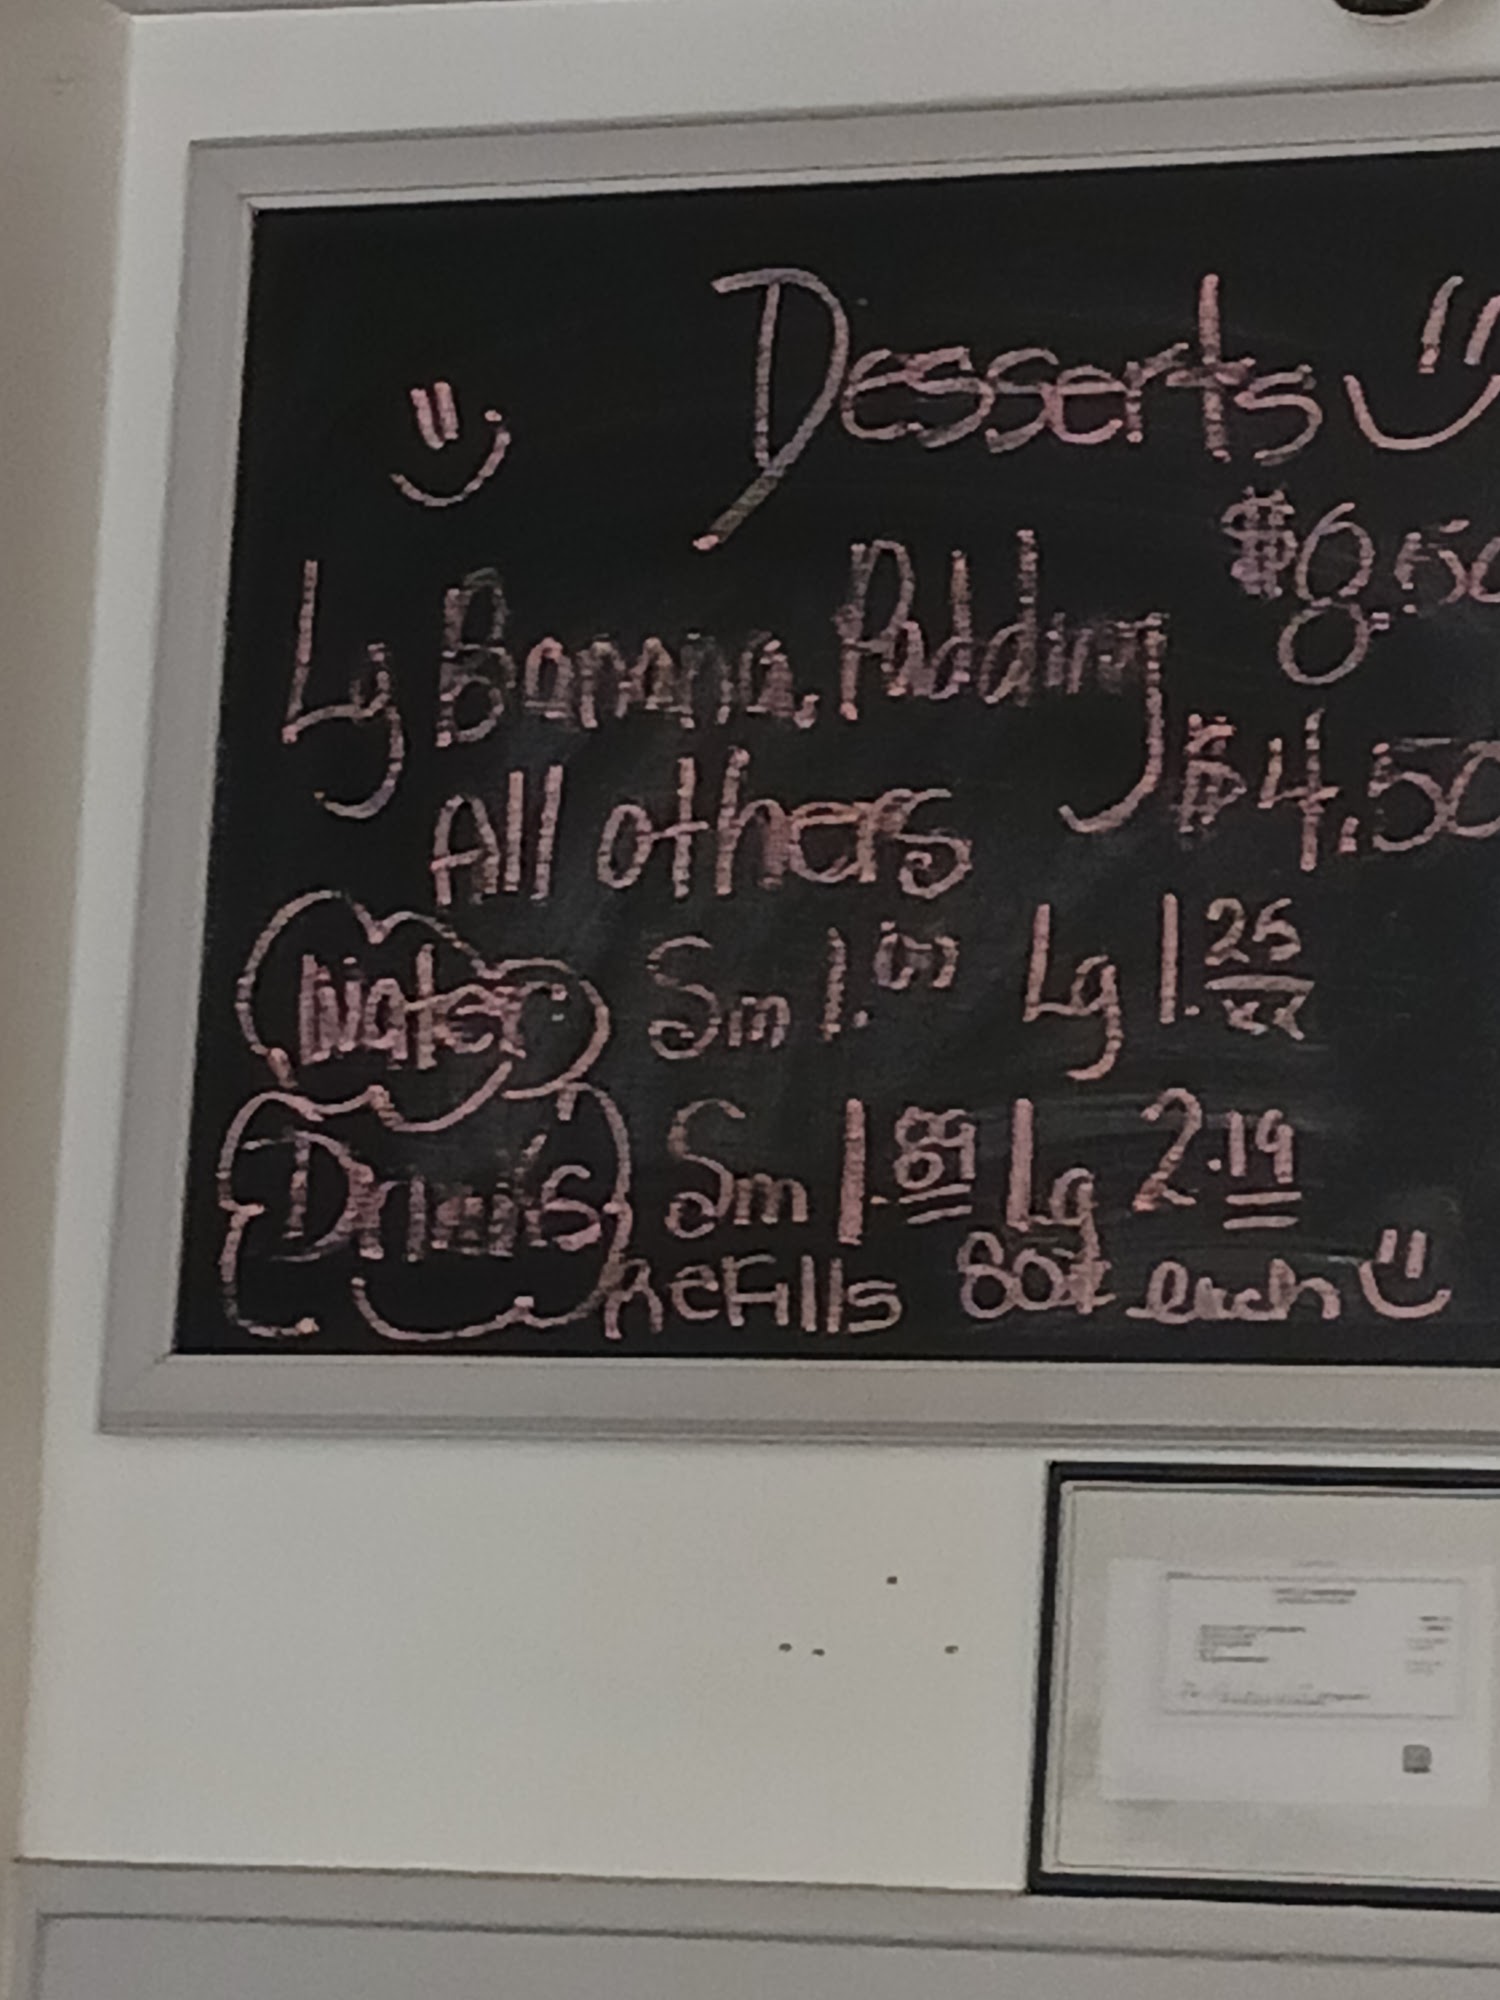 Desserts
Lg Banana Pudding $8.50
All others $4.50
Water Sm 1.00 Lg 1.25
Drinks Sm 1.89 Lg 2.19
Refills 80¢ each